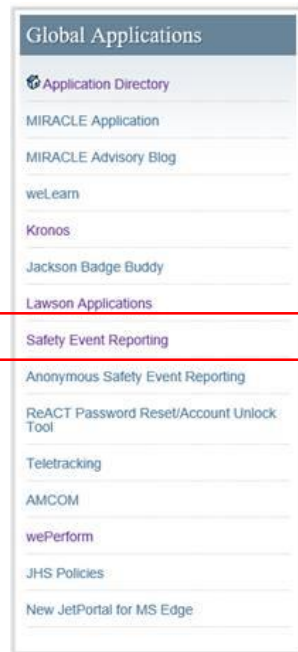 Global Applications
Application Directory
MIRACLE Application
MIRACLE Advisory Blog
weLearn
Kronos
Jackson Badge Buddy
Lawson Applications
Safety Event Reporting
Anonymous Safety Event Reporting
ReACT Password Reset/Account Unlock
Tool
Teletracking
AMCOM
wePerform
JHS Policies
New JetPortal for MS Edge